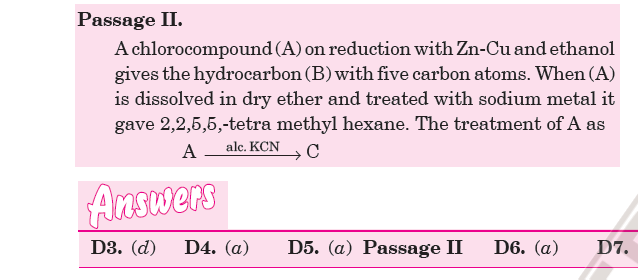 Passage II.
A chlorocompound (A) on reduction with Zn-Cu and ethanol
gives the hydrocarbon (B) with five carbon atoms. When (A)
is dissolved in dry ether and treated with sodium metal it
gave 2,2,5,5,-tetra methyl hexane. The treatment of A as
A alc. KCN → C
Answers
D3. (d) D4. (a) D5. (a) Passage II D6. (a) D7.